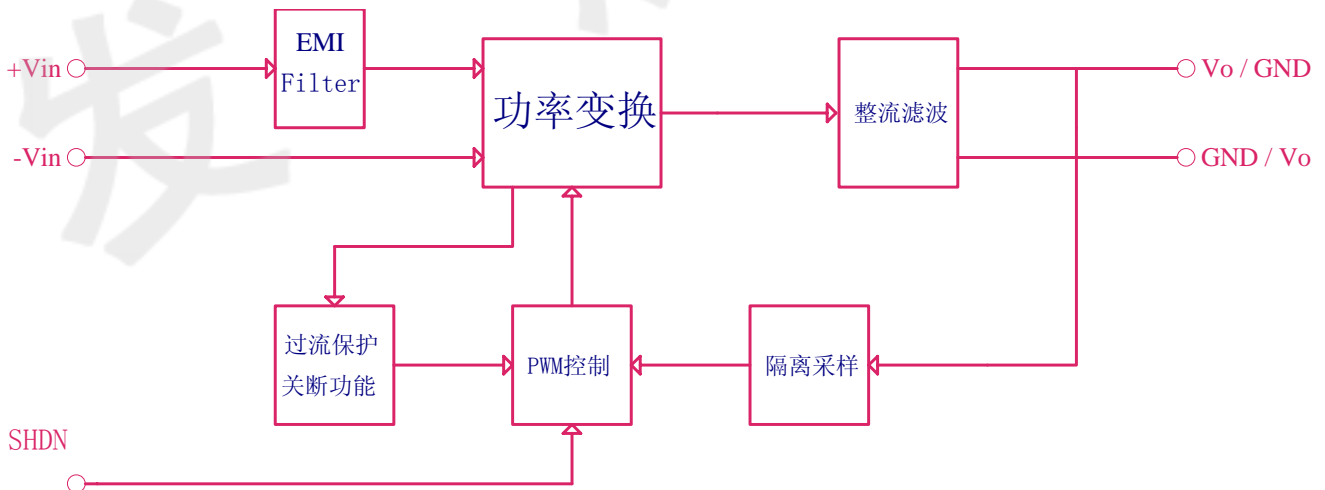 EMI
Filter
+Vin
功率变换
整流滤波
Vo / GND
-Vin
GND / Vo
过流保护
关断功能
PWM控制
隔离采样
SHDN
发